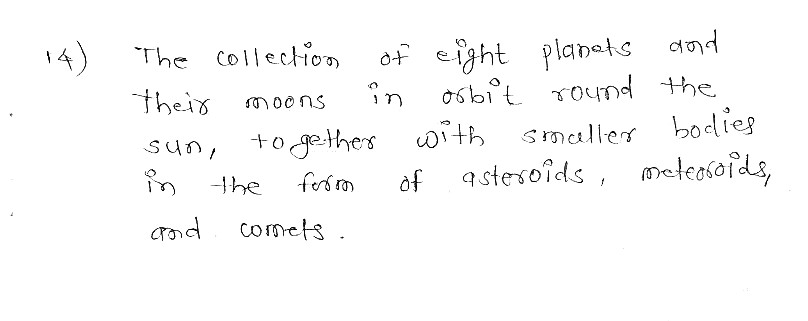 14) The collection of eight planets and
their moons in orbit round the
sun, together with smaller bodies
in the form of asteroids, meteoroids,
and comets.